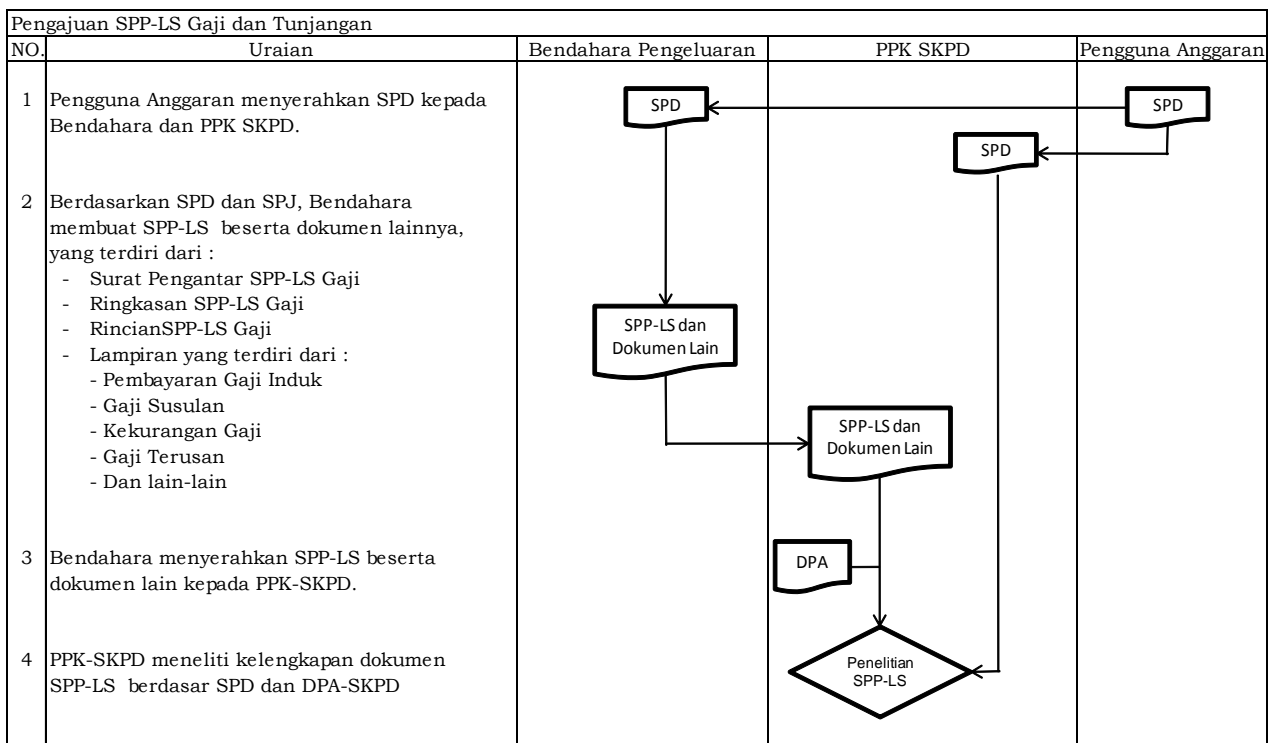 Pengajuan SPP-LS Gaji dan Tunjangan
NO. Uraian Bendahara Pengeluaran PPK SKPD Pengguna Anggaran
1 Pengguna Anggaran menyerahkan SPD kepada
Bendahara dan PPK SKPD.
SPD
SPD
SPD
2 Berdasarkan SPD dan SPJ, Bendahara
membuat SPP-LS beserta dokumen lainnya,
yang terdiri dari :
- Surat Pengantar SPP-LS Gaji
- Ringkasan SPP-LS Gaji
- RincianSPP-LS Gaji
- Lampiran yang terdiri dari :
- Pembayaran Gaji Induk
- Gaji Susulan
- Kekurangan Gaji
- Gaji Terusan
- Dan lain-lain
SPP-LS dan
Dokumen Lain
SPP-LS dan
Dokumen Lain
3 Bendahara menyerahkan SPP-LS beserta
dokumen lain kepada PPK-SKPD.
DPA
4 PPK-SKPD meneliti kelengkapan dokumen
SPP-LS berdasar SPD dan DPA-SKPD
Penelitian
SPP-LS